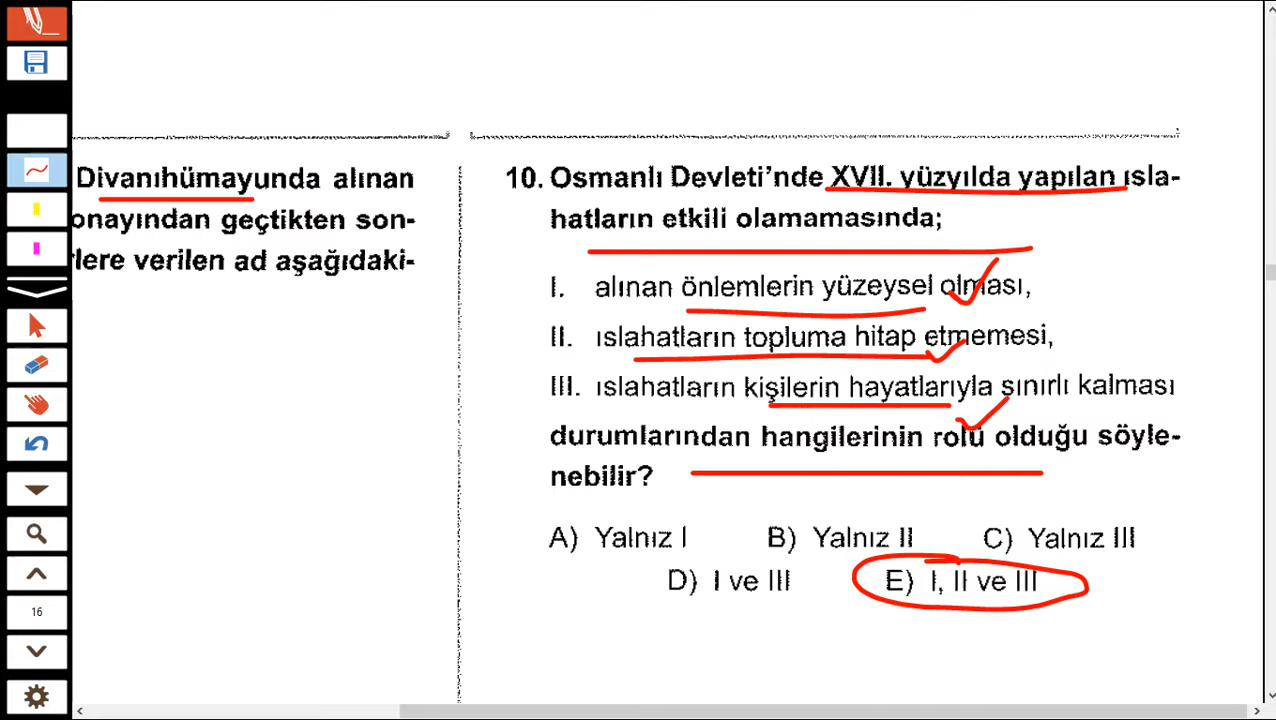 Divanıhümayunda alınan
onayından geçtikten son-
rlere verilen ad aşağıdaki-
10. Osmanlı Devleti'nde XVII. yüzyılda yapılan ısla-
hatların etkili olamamasında;
I. alınan önlemlerin yüzeysel olması,
II. ıslahatların topluma hitap etmemesi,
III. ıslahatların kişilerin hayatlarıyla sınırlı kalması
durumlarından hangilerinin rolü olduğu söyle-
nebilir?
A) Yalnız I B) Yalnız II C) Yalnız III
D) I ve III E) I, II ve III
16